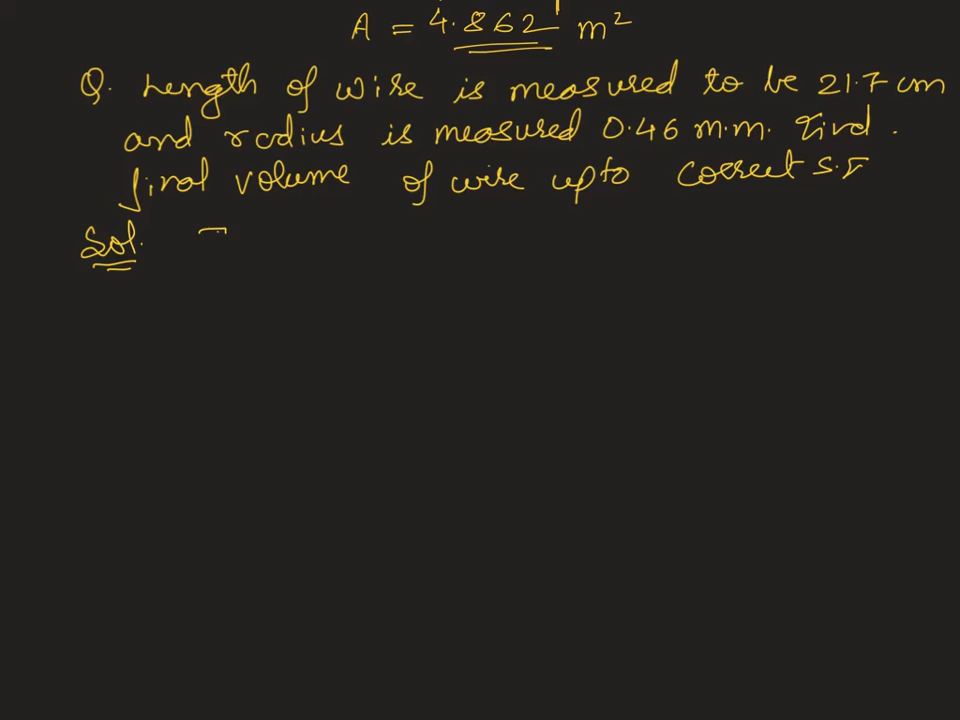 A = 4.862 m²
Q. Length of wire is measured to be 21.7 cm
and radius is measured 0.46 m.m. find.
final volume of wire upto correct S.F
Sol.